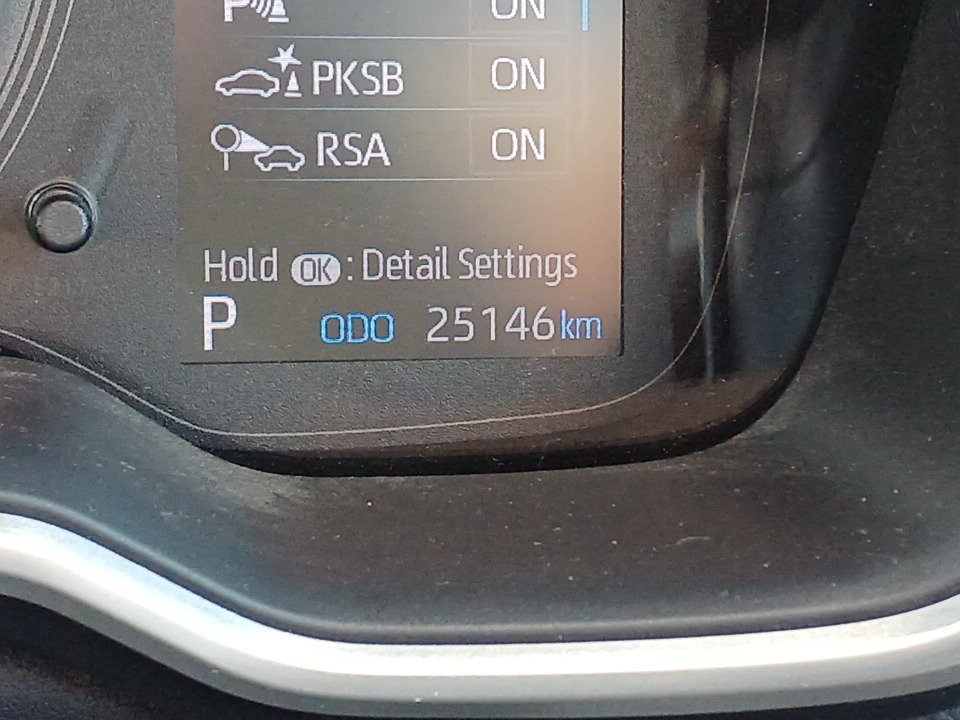 P ON
PKSB ON
RSA ON
Hold OK : Detail Settings
P ODO 25146 km